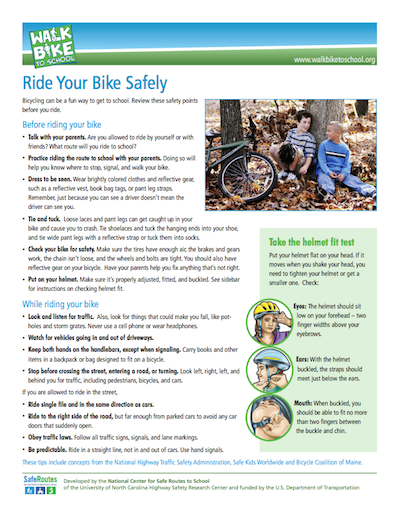 WALK
BIKE
TO SCHOOL
www.walkbiketoschool.org
Ride Your Bike Safely
Bicycling can be a fun way to get to school. Review these safety points
before you ride.
Before riding your bike
• Talk with your parents. Are you allowed to ride by yourself or with
friends? What route will you ride to school?
• Practice riding the route to school with your parents. Doing so will
help you know where to stop, signal, and walk your bike.
• Dress to be seen. Wear brightly colored clothes and reflective gear,
such as a reflective vest, book bag tags, or pant leg straps.
Remember, just because you can see a driver doesn't mean the
driver can see you.
• Tie and tuck. Loose laces and pant legs can get caught up in your
bike and cause you to crash. Tie shoelaces and tuck the hanging ends into your shoe,
and tie wide pant legs with a reflective strap or tuck them into socks.
• Check your bike for safety. Make sure the tires have enough air, the brakes and gears
work, the chain isn't loose, and the wheels and bolts are tight. You should also have
reflective gear on your bicycle. Have your parents help you fix anything that's not right.
• Put on your helmet. Make sure it's properly adjusted, fitted, and buckled. See sidebar
for instructions on checking helmet fit.
While riding your bike
• Look and listen for traffic. Also, look for things that could make you fall, like pot-
holes and storm grates. Never use a cell phone or wear headphones.
• Watch for vehicles going in and out of driveways.
• Keep both hands on the handlebars, except when signaling. Carry books and other
items in a backpack or bag designed to fit on a bicycle.
• Stop before crossing the street, entering a road, or turning. Look left, right, left, and
behind you for traffic, including pedestrians, bicycles, and cars.
If you are allowed to ride in the street,
• Ride single file and in the same direction as cars.
• Ride to the right side of the road, but far enough from parked cars to avoid any car
doors that suddenly open.
• Obey traffic laws. Follow all traffic signs, signals, and lane markings.
• Be predictable. Ride in a straight line, not in and out of cars. Use hand signals.
Take the helmet fit test
Put your helmet flat on your head. If it
moves when you shake your head, you
need to tighten your helmet or get a
smaller one. Check:
Eyes: The helmet should sit
low on your forehead – two
finger widths above your
eyebrows.
Ears: With the helmet
buckled, the straps should
meet just below the ears.
Mouth: When buckled, you
should be able to fit no more
than two fingers between
the buckle and chin.
These tips include concepts from the National Highway Traffic Safety Administration, Safe Kids Worldwide and Bicycle Coalition of Maine.
SafeRoutes
Developed by the National Center for Safe Routes to School
of the University of North Carolina Highway Safety Research Center and funded by the U.S. Department of Transportation